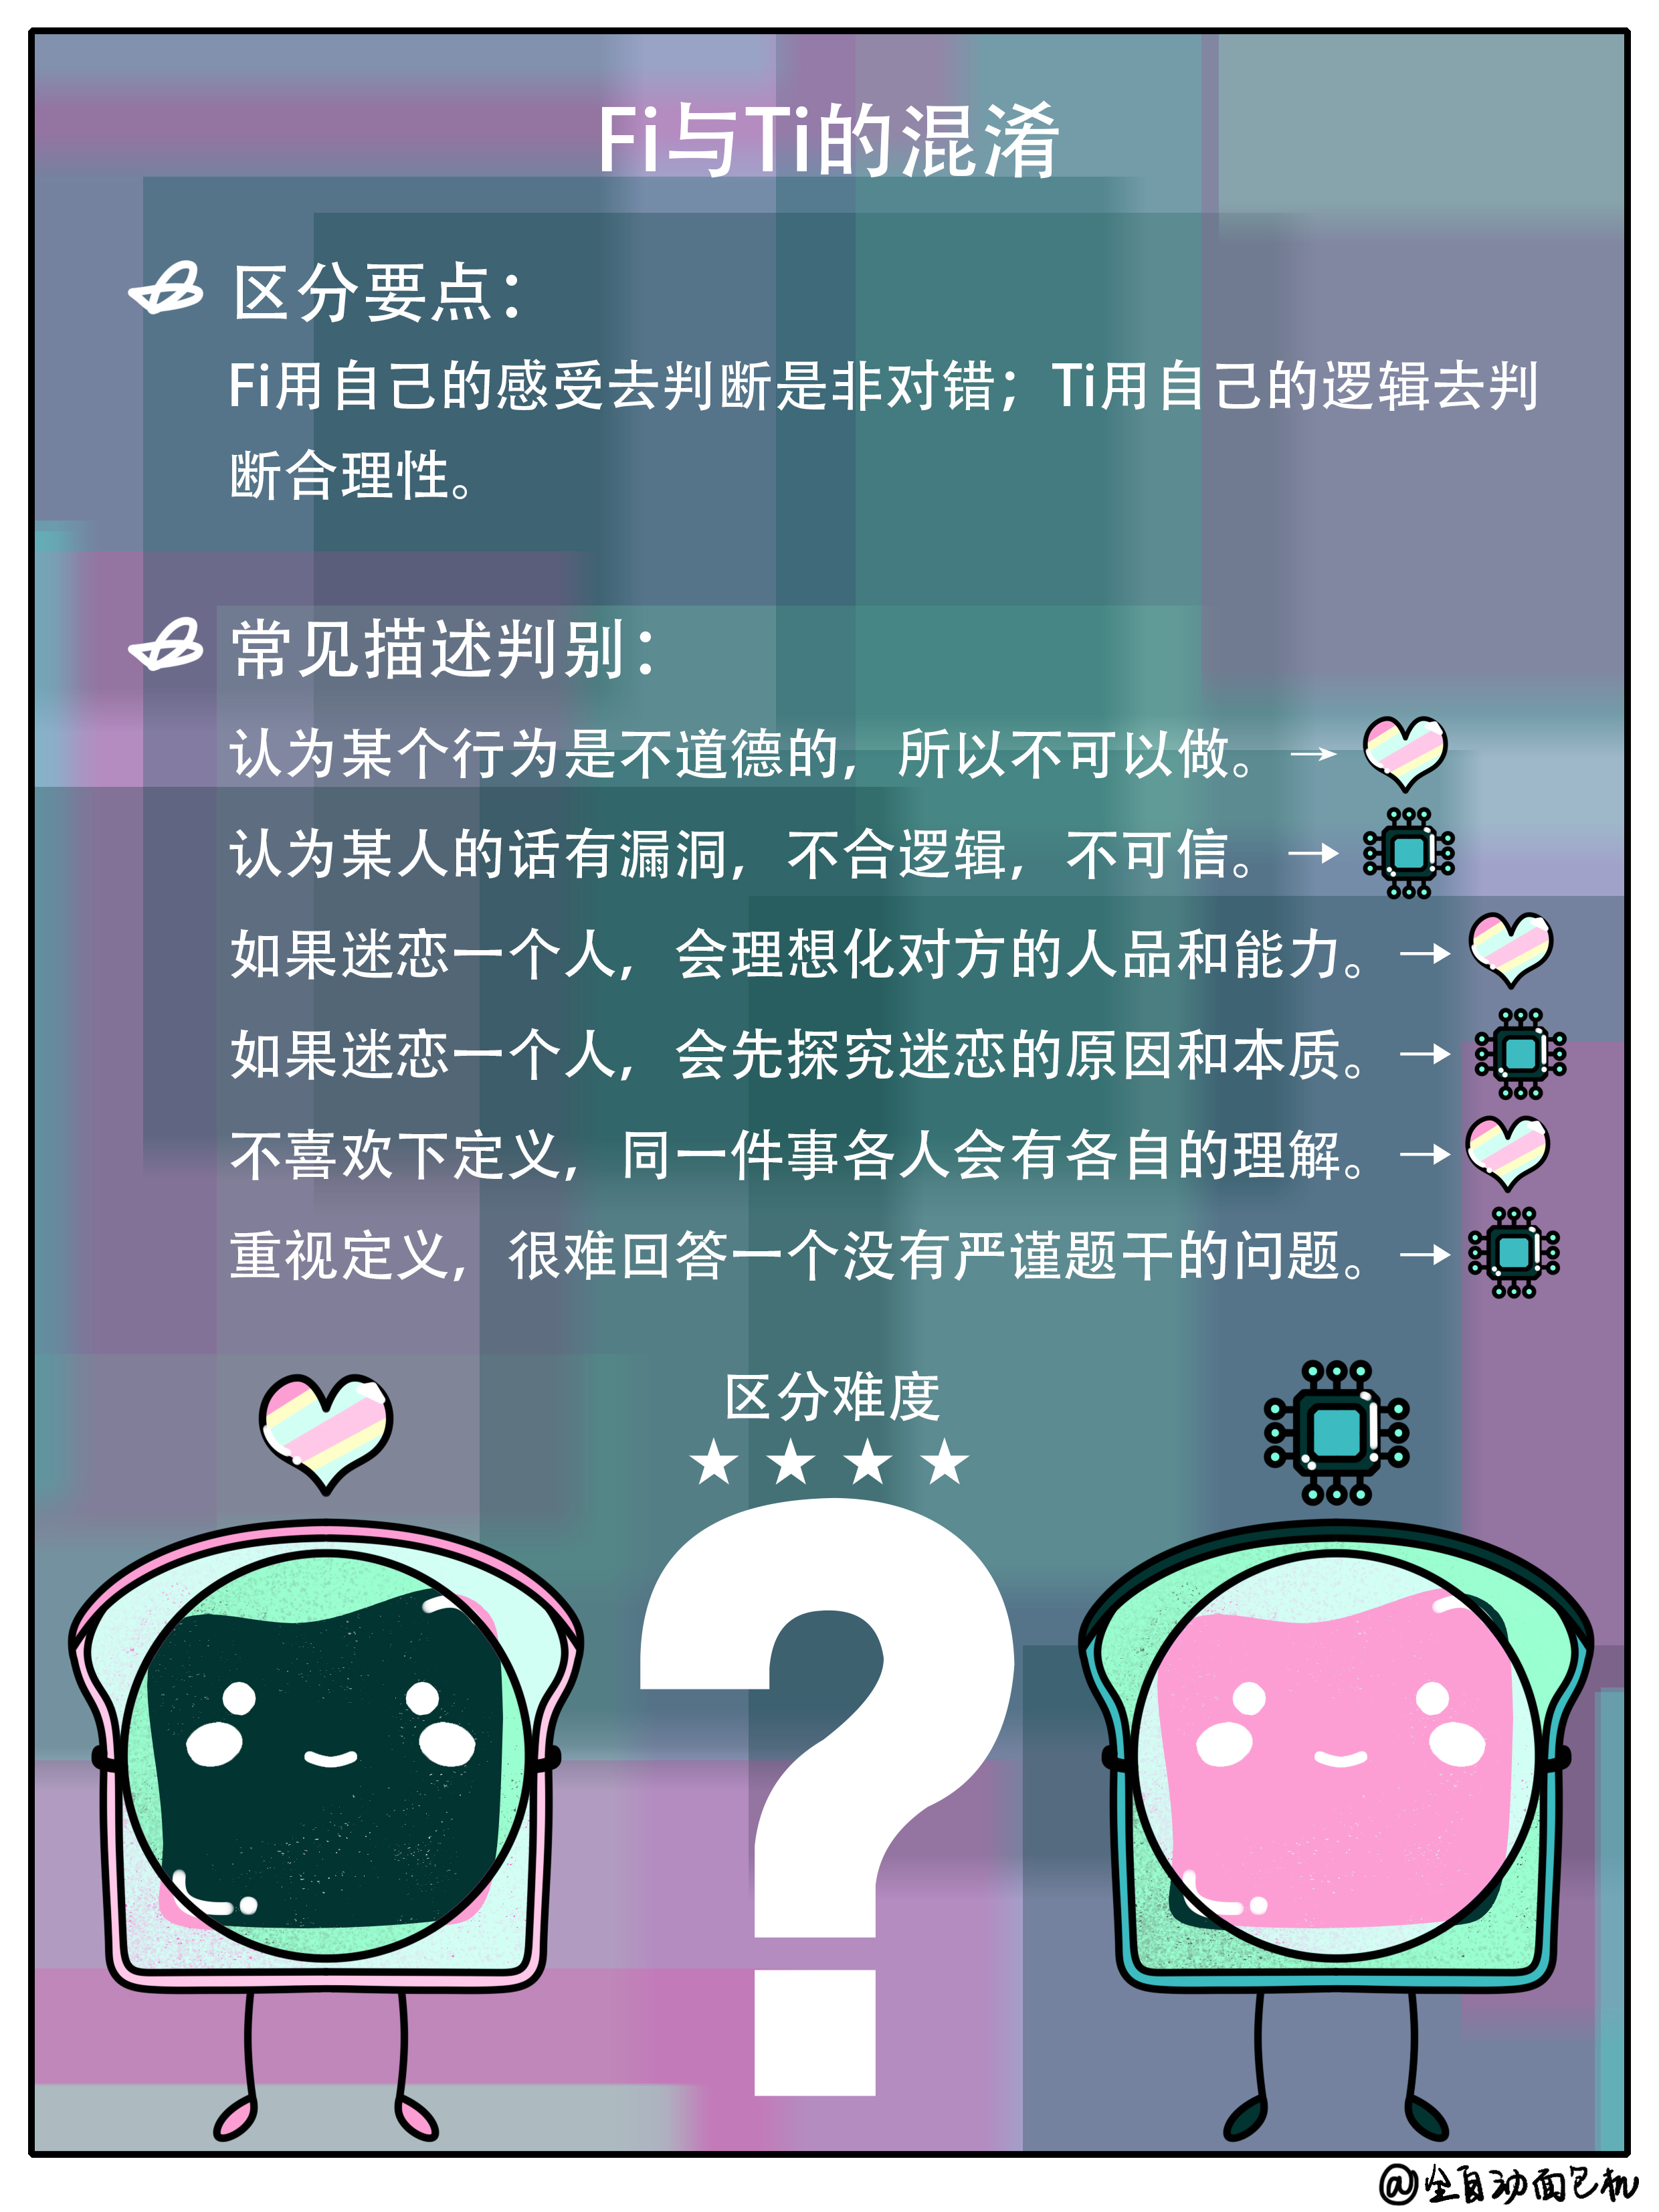 Fi与Ti的混淆
区分要点：
Fi用自己的感受去判断是非对错；Ti用自己的逻辑去判
断合理性。
常见描述判别：
认为某个行为是不道德的，所以不可以做。→
认为某人的话有漏洞，不合逻辑，不可信。→
如果迷恋一个人，会理想化对方的人品和能力。→
如果迷恋一个人，会先探究迷恋的原因和本质。→
不喜欢下定义，同一件事各人会有各自的理解。→
重视定义，很难回答一个没有严谨题干的问题。→
区分难度
★★★★
?
@全自动面包机